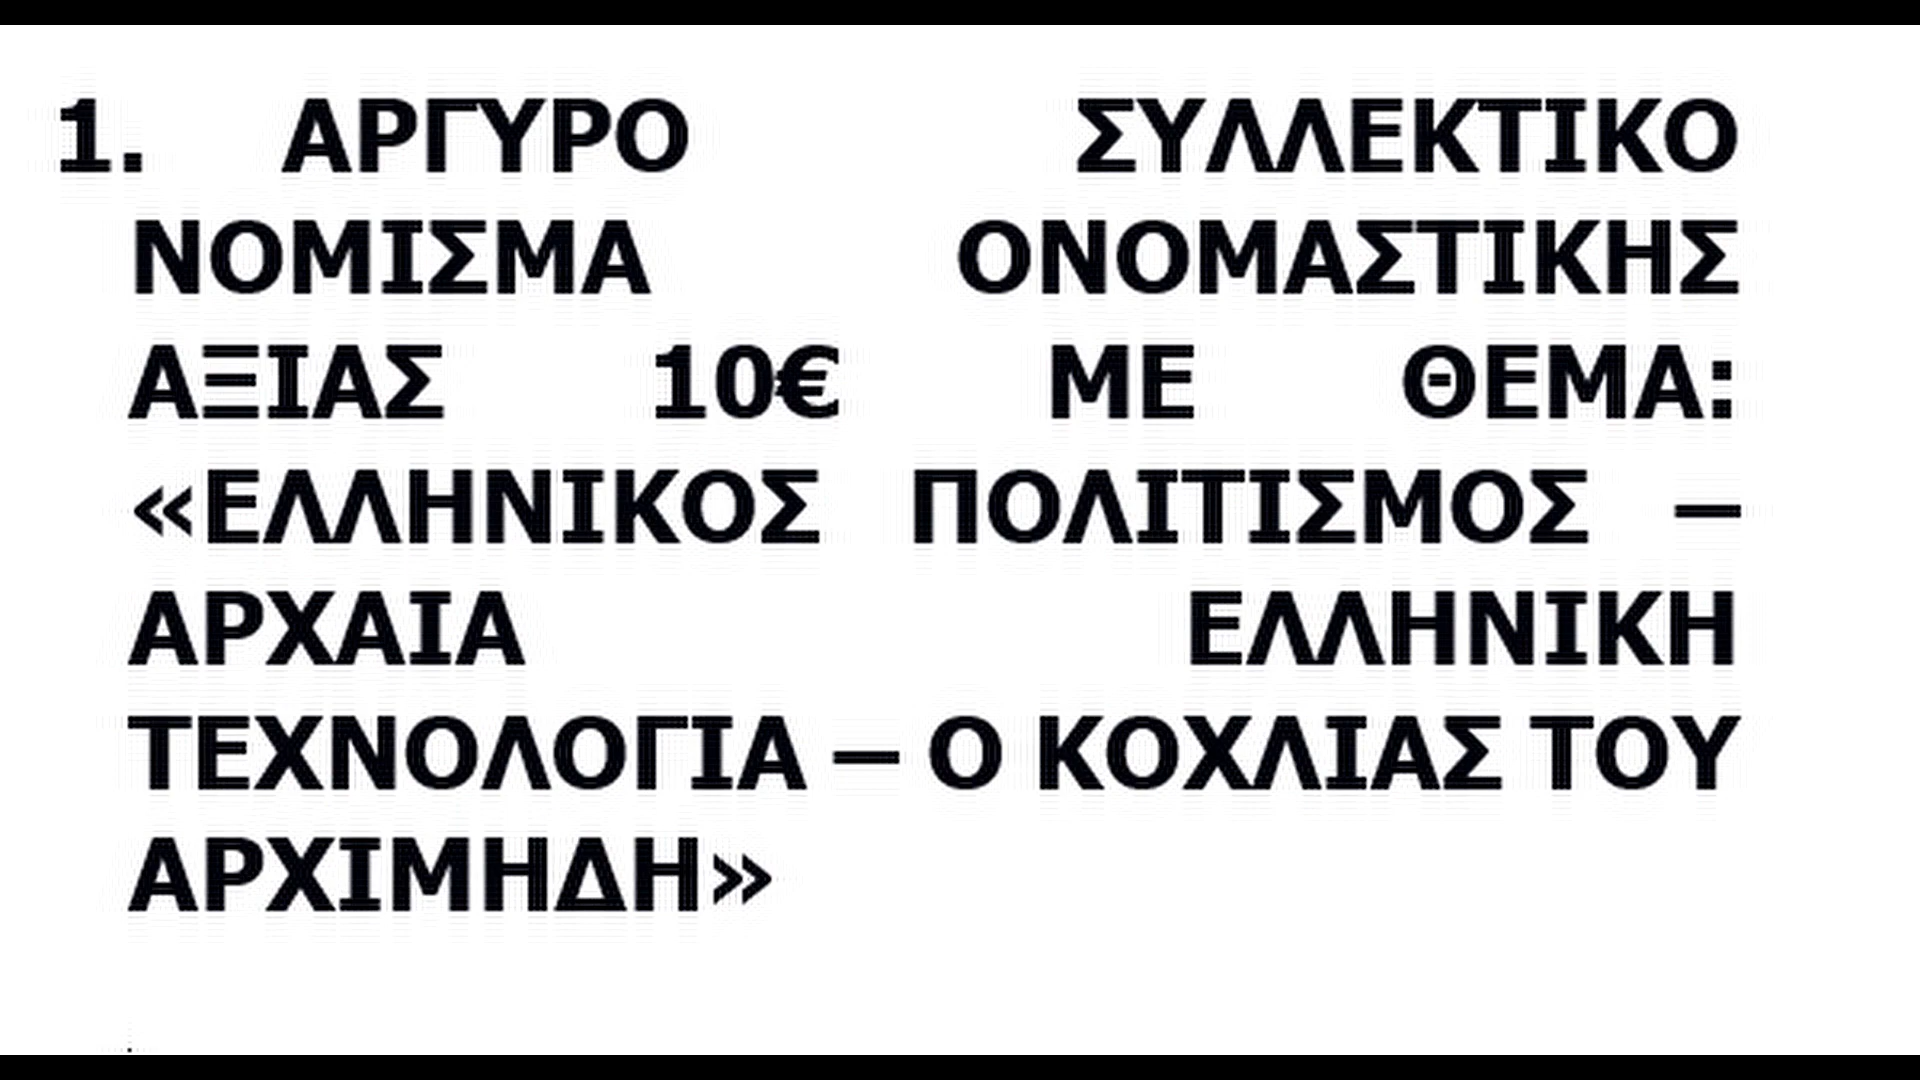 1. ΑΡΓΥΡΟ ΣΥΛΛΕΚΤΙΚΟ
ΝΟΜΙΣΜΑ ΟΝΟΜΑΣΤΙΚΗΣ
ΑΞΙΑΣ 10€ ΜΕ ΘΕΜΑ:
«ΕΛΛΗΝΙΚΟΣ ΠΟΛΙΤΙΣΜΟΣ –
ΑΡΧΑΙΑ ΕΛΛΗΝΙΚΗ
ΤΕΧΝΟΛΟΓΙΑ – Ο ΚΟΧΛΙΑΣ ΤΟΥ
ΑΡΧΙΜΗΔΗ»